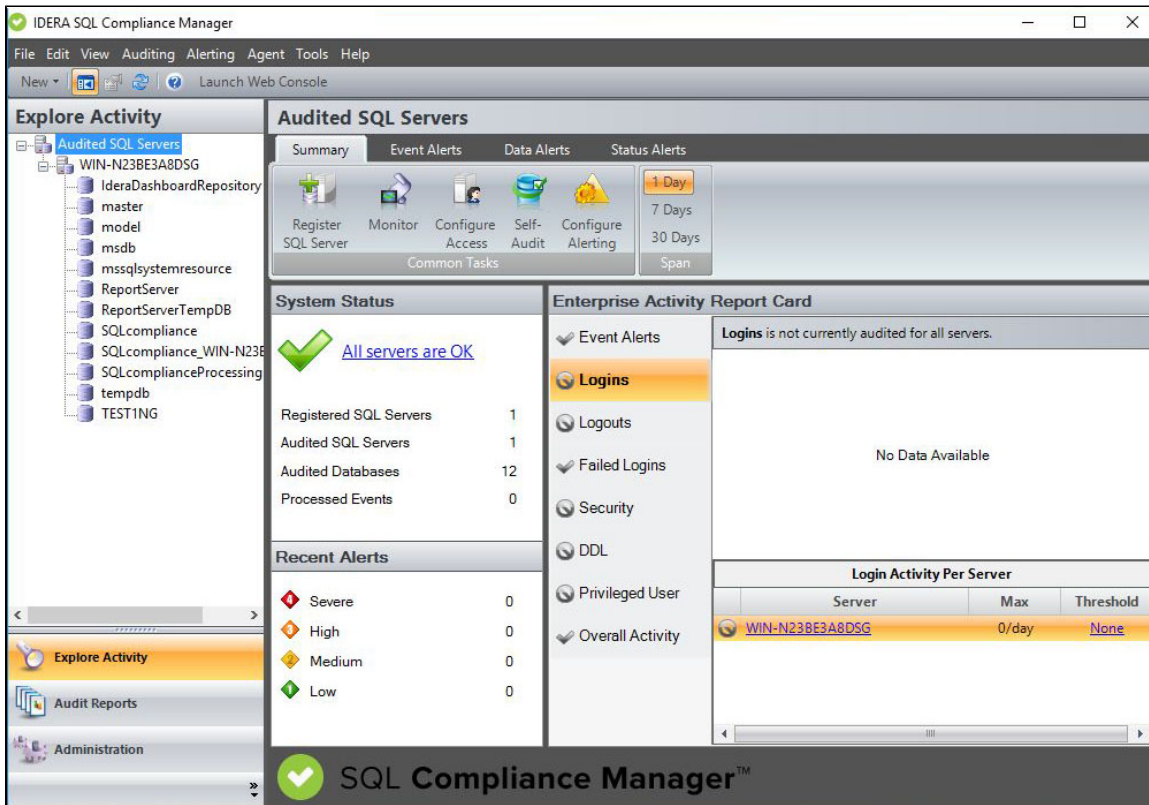 IDERA SQL Compliance Manager
File Edit View Auditing Alerting Agent Tools Help
New Launch Web Console
Explore Activity
Audited SQL Servers
WIN-N23BE3A8DSG
IderaDashboardRepository
master
model
msdb
mssqlsystemresource
ReportServer
ReportServerTempDB
SQLcompliance
SQLcompliance_WIN-N23E
SQLcomplianceProcessing
tempdb
TEST1NG
Explore Activity
Audit Reports
Administration
Audited SQL Servers
Summary Event Alerts Data Alerts Status Alerts
Register SQL Server
Monitor
Configure Access
Self-Audit
Configure Alerting
Common Tasks
1 Day
7 Days
30 Days
Span
System Status
All servers are OK
Registered SQL Servers 1
Audited SQL Servers 1
Audited Databases 12
Processed Events 0
Recent Alerts
4 Severe 0
3 High 0
2 Medium 0
1 Low 0
Enterprise Activity Report Card
Event Alerts
Logins
Logouts
Failed Logins
Security
DDL
Privileged User
Overall Activity
Logins is not currently audited for all servers.
No Data Available
Login Activity Per Server
Server Max Threshold
WIN-N23BE3A8DSG 0/day None
SQL Compliance Manager™